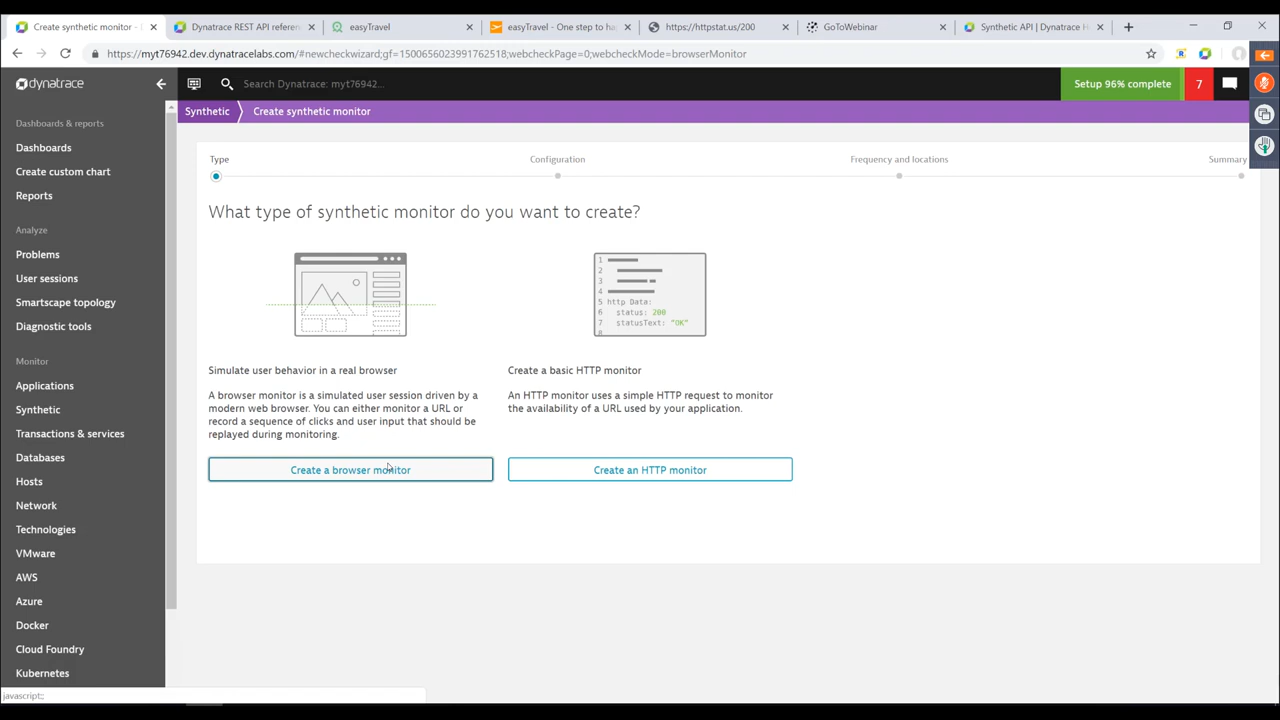 Create synthetic monitor -
Dynatrace REST API referen
easyTravel
easyTravel - One step to ha
https://httpstat.us/200
GoToWebinar
Synthetic API | Dynatrace H
https://myt76942.dev.dynatracelabs.com/#newcheckwizard;gf=1500656023991762518;webcheckPage=0;webcheckMode=browserMonitor
dynatrace
Search Dynatrace: myt76942...
Setup 96% complete
7
Synthetic
Create synthetic monitor
Dashboards & reports
Dashboards
Create custom chart
Reports
Analyze
Problems
User sessions
Smartscape topology
Diagnostic tools
Monitor
Applications
Synthetic
Transactions & services
Databases
Hosts
Network
Technologies
VMware
AWS
Azure
Docker
Cloud Foundry
Kubernetes
javascript:;
Type
Configuration
Frequency and locations
Summary
What type of synthetic monitor do you want to create?
1
2
3
4
5 http Data:
6 status: 200
7 statusText: "OK"
8
Simulate user behavior in a real browser
A browser monitor is a simulated user session driven by a
modern web browser. You can either monitor a URL or
record a sequence of clicks and user input that should be
replayed during monitoring.
Create a browser monitor
Create a basic HTTP monitor
An HTTP monitor uses a simple HTTP request to monitor
the availability of a URL used by your application.
Create an HTTP monitor